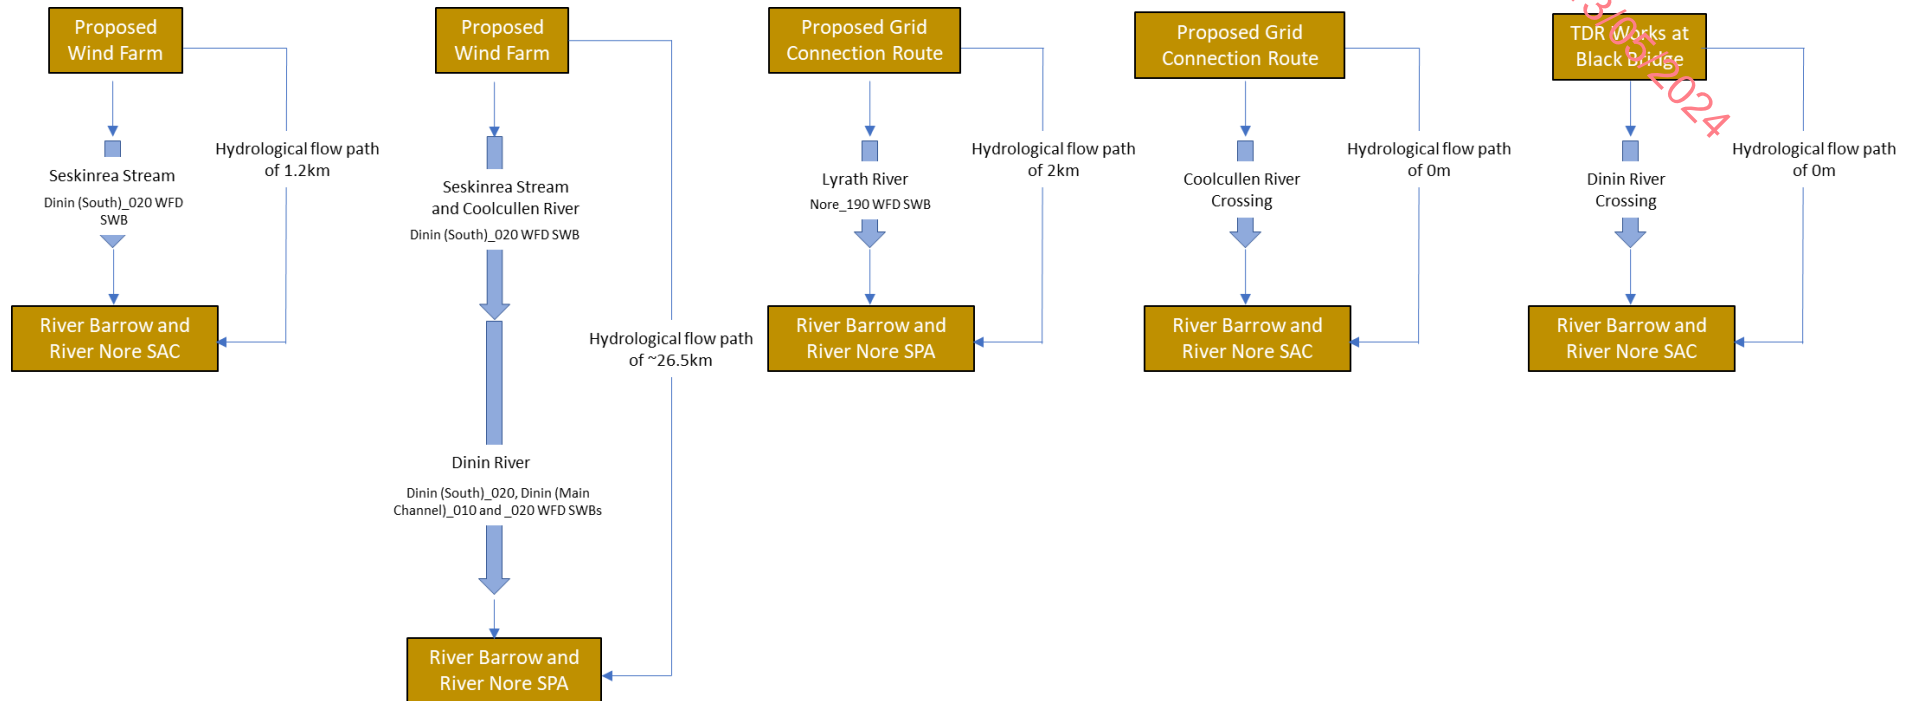 Proposed
Wind Farm
Hydrological flow path
of 1.2km
Seskinrea Stream
Dinin (South)_020 WFD
SWB
River Barrow and
River Nore SAC
Proposed
Wind Farm
Seskinrea Stream
and Coolcullen River
Dinin (South)_020 WFD SWB
Hydrological flow path
of ~26.5km
Dinin River
Dinin (South)_020, Dinin (Main
Channel)_010 and _020 WFD SWBs
River Barrow and
River Nore SPA
Proposed Grid
Connection Route
Hydrological flow path
of 2km
Lyrath River
Nore_190 WFD SWB
River Barrow and
River Nore SPA
Proposed Grid
Connection Route
Hydrological flow path
of 0m
Coolcullen River
Crossing
River Barrow and
River Nore SAC
TDR Works at
Black Bridge
Hydrological flow path
of 0m
Dinin River
Crossing
River Barrow and
River Nore SAC
3/05/2024